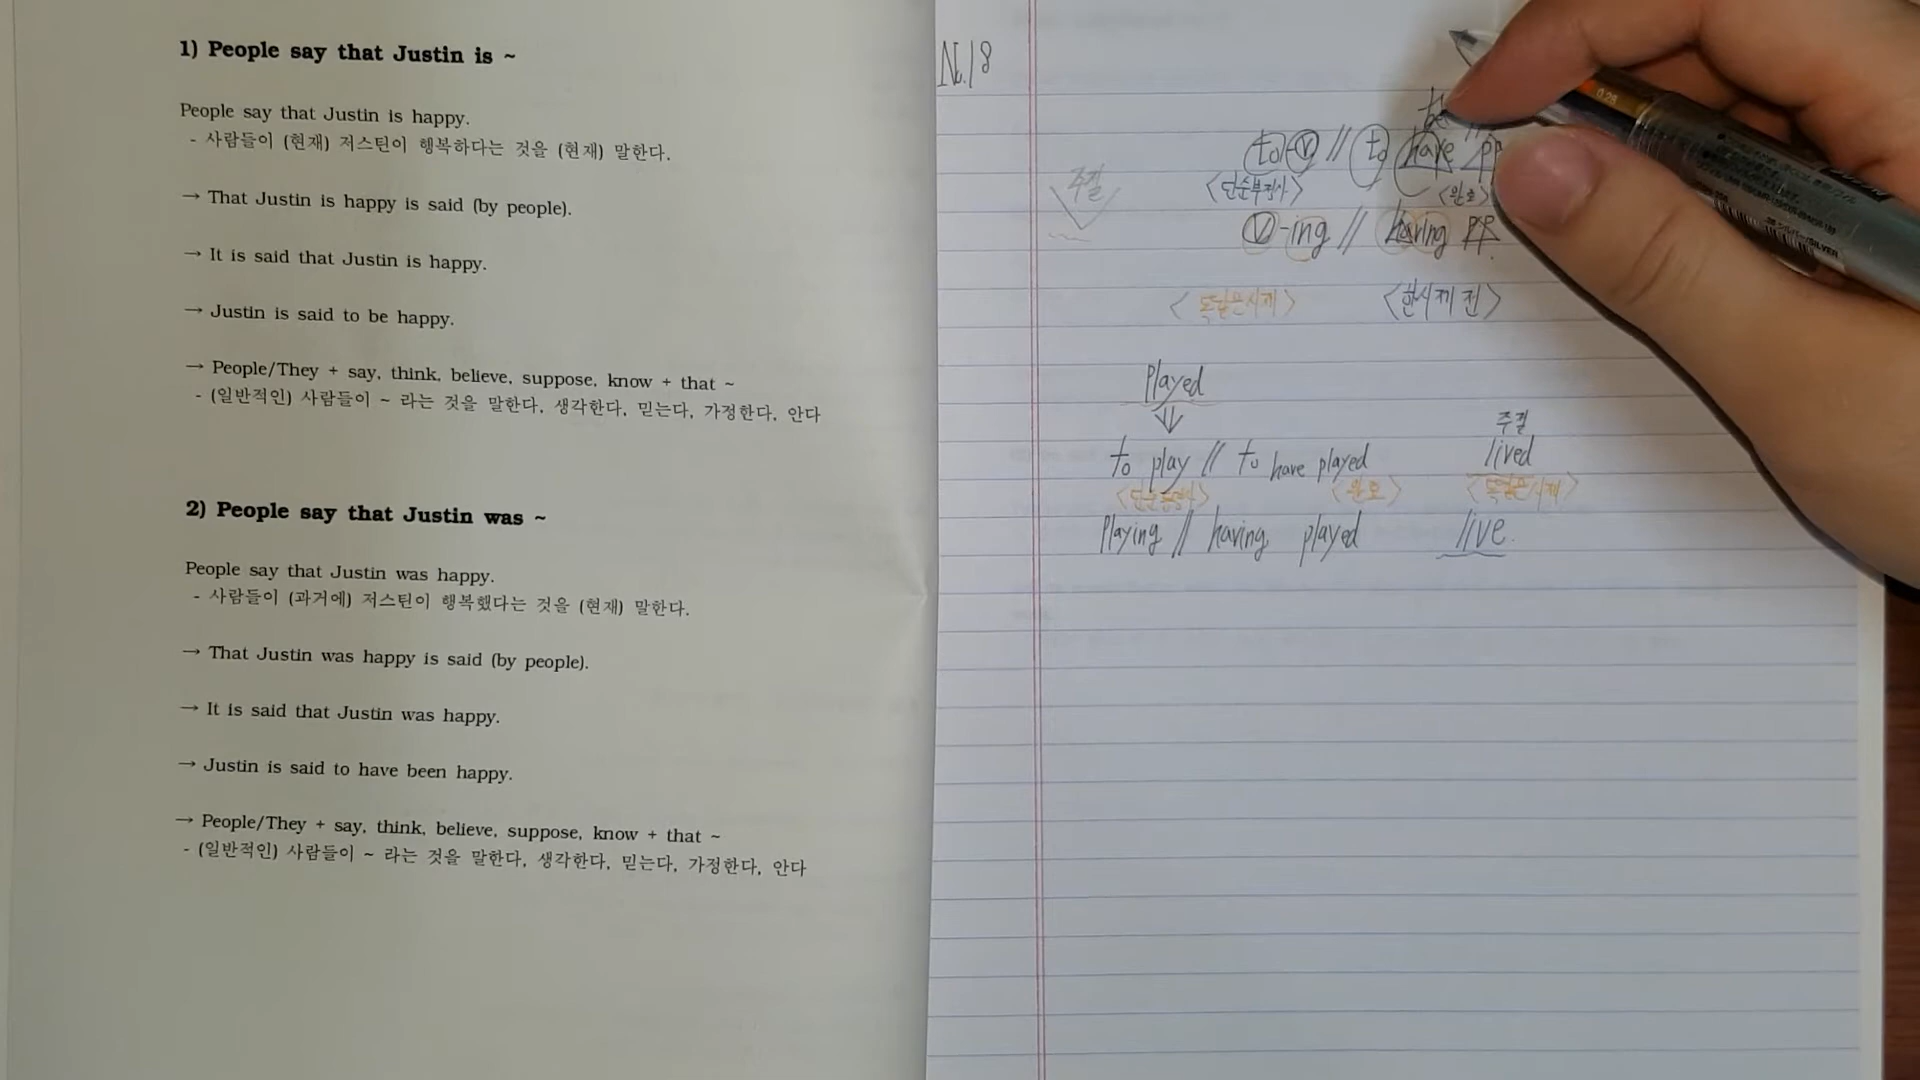 1) People say that Justin is ~
People say that Justin is happy.
- 사람들이 (현재) 저스틴이 행복하다는 것을 (현재) 말한다.
→ That Justin is happy is said (by people).
→ It is said that Justin is happy.
→ Justin is said to be happy.
→ People/They + say, think, believe, suppose, know + that ~
- (일반적인) 사람들이 ~ 라는 것을 말한다, 생각한다, 믿는다, 가정한다, 안다
2) People say that Justin was ~
People say that Justin was happy.
- 사람들이 (과거에) 저스틴이 행복했다는 것을 (현재) 말한다.
→ That Justin was happy is said (by people).
→ It is said that Justin was happy.
→ Justin is said to have been happy.
→ People/They + say, think, believe, suppose, know + that ~
- (일반적인) 사람들이 ~ 라는 것을 말한다, 생각한다, 믿는다, 가정한다, 안다
N.18
be
to-V // to have pp
주절
<단순부정사> <완료>
V-ing // having PP.
<똑같은시제> <한시제 전>
Played
주절
to play // to have played lived
<완료> <똑같은시제>
Playing // having played live.